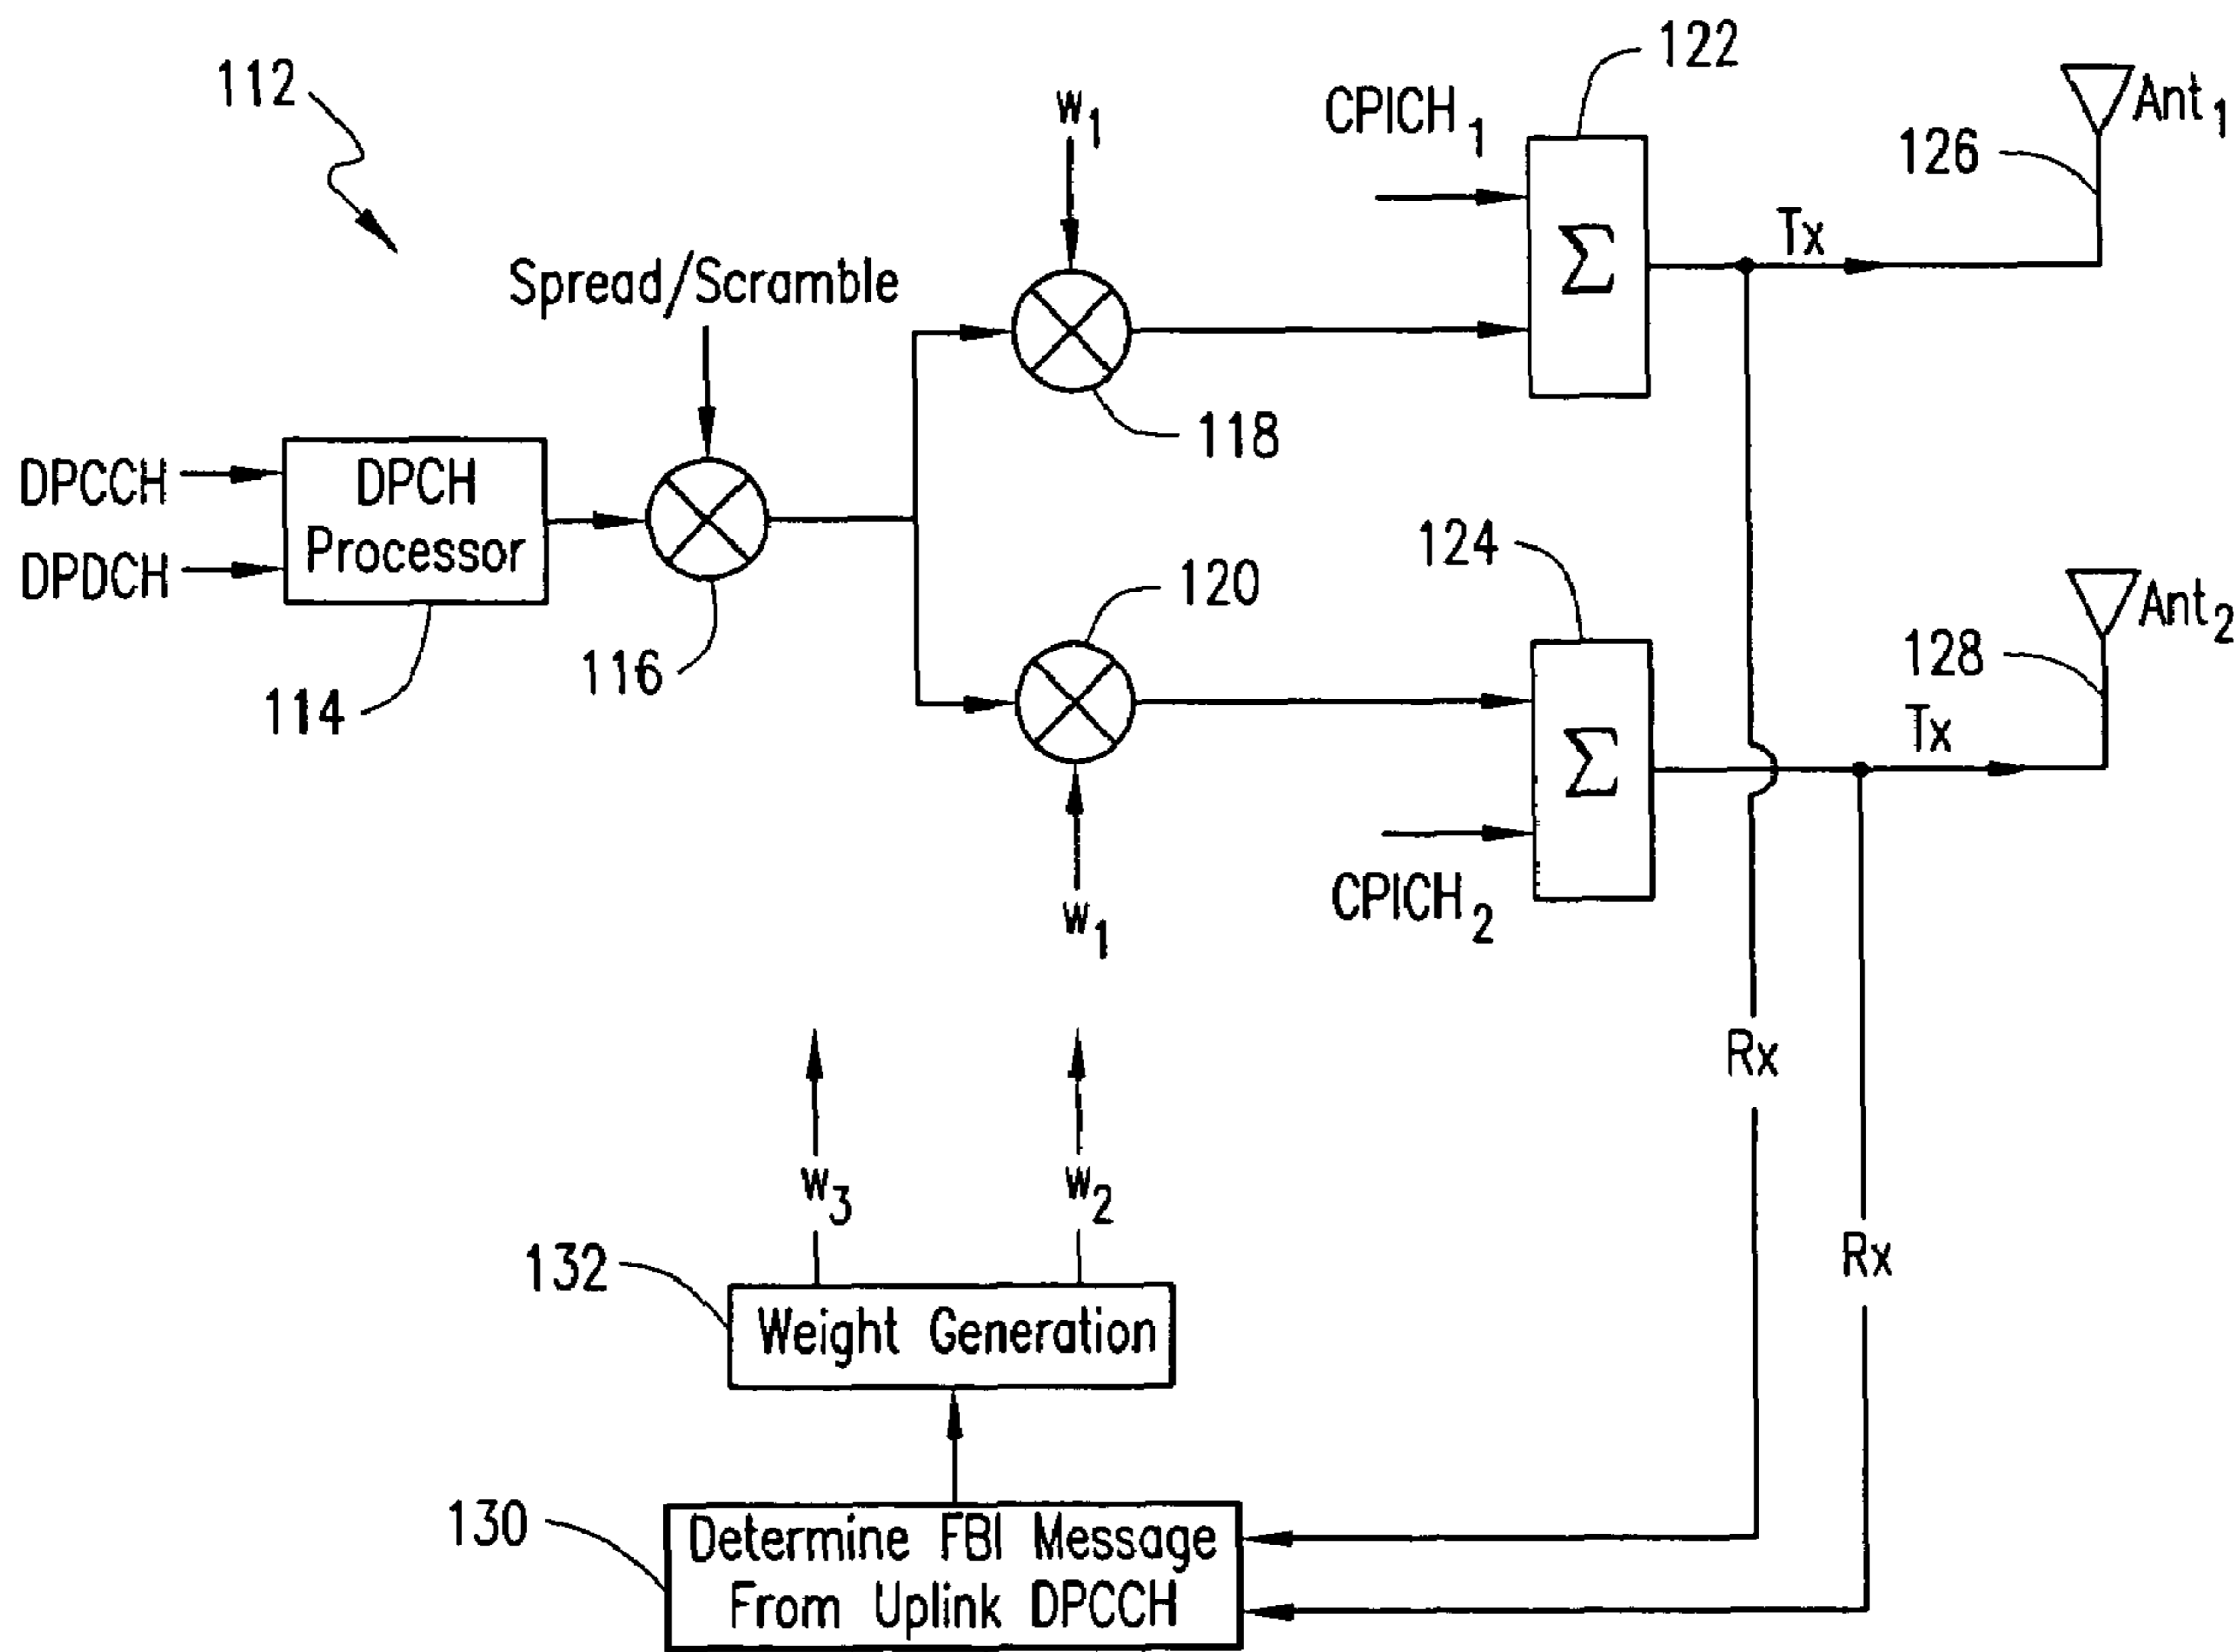 112
122
w1
CPICH1
Ant1
126
Σ
Tx
Spread/Scramble
118
DPCCH
DPDCH
DPCH
Processor
114
116
120
124
Ant2
128
Σ
Tx
w1
CPICH2
Rx
Rx
w3
w2
132
Weight Generation
130
Determine FBI Message
From Uplink DPCCH